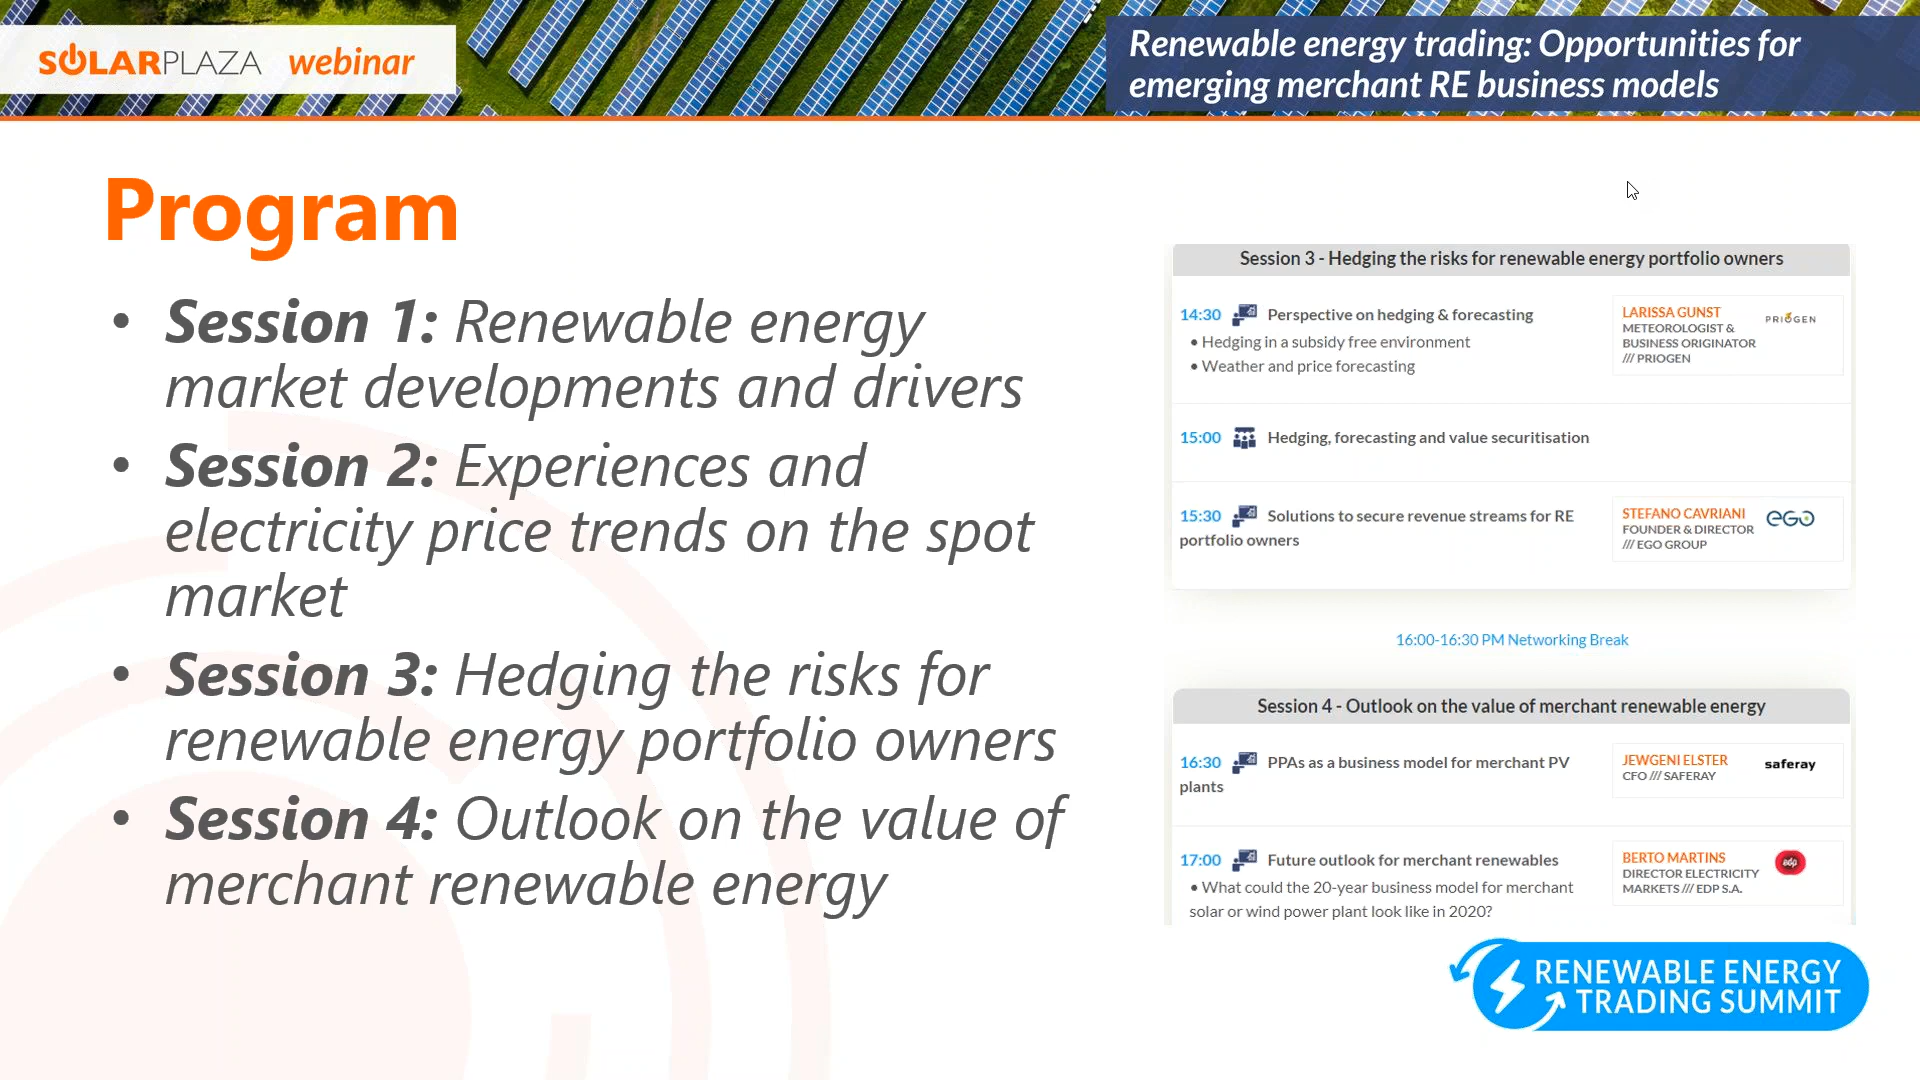 SOLARPLAZA webinar
Renewable energy trading: Opportunities for
emerging merchant RE business models
Program
• Session 1: Renewable energy
market developments and drivers
• Session 2: Experiences and
electricity price trends on the spot
market
• Session 3: Hedging the risks for
renewable energy portfolio owners
• Session 4: Outlook on the value of
merchant renewable energy
Session 3 - Hedging the risks for renewable energy portfolio owners
14:30 Perspective on hedging & forecasting
• Hedging in a subsidy free environment
• Weather and price forecasting
LARISSA GUNST
METEOROLOGIST &
BUSINESS ORIGINATOR
/// PRIOGEN
PRIOGEN
15:00 Hedging, forecasting and value securitisation
15:30 Solutions to secure revenue streams for RE
portfolio owners
STEFANO CAVRIANI
FOUNDER & DIRECTOR
/// EGO GROUP
eGO
16:00-16:30 PM Networking Break
Session 4 - Outlook on the value of merchant renewable energy
16:30 PPAs as a business model for merchant PV
plants
JEWGENI ELSTER
CFO /// SAFERAY
saferay
17:00 Future outlook for merchant renewables
• What could the 20-year business model for merchant
solar or wind power plant look like in 2020?
BERTO MARTINS
DIRECTOR ELECTRICITY
MARKETS /// EDP S.A.
edp
RENEWABLE ENERGY
TRADING SUMMIT